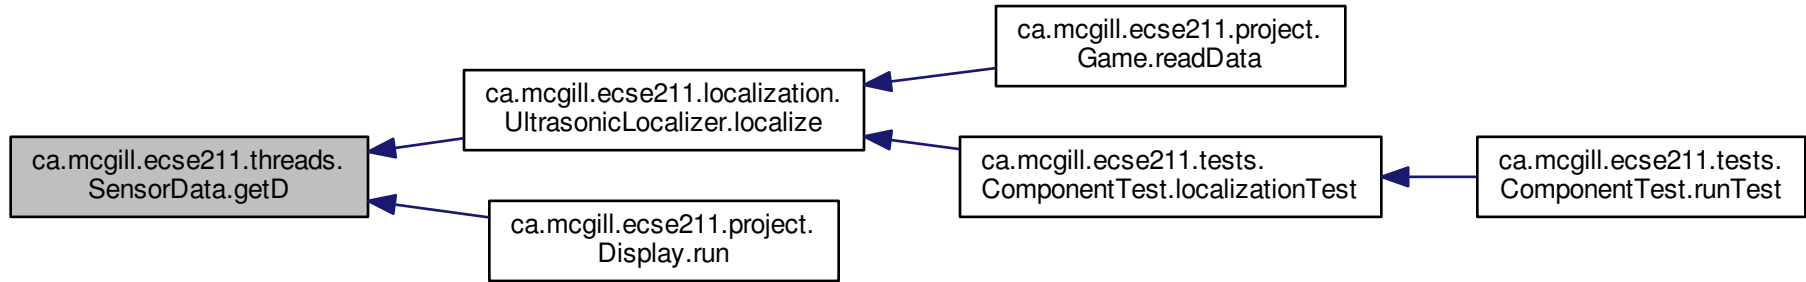 ca.mcgill.ecse211.threads.
SensorData.getD
ca.mcgill.ecse211.localization.
UltrasonicLocalizer.localize
ca.mcgill.ecse211.project.
Display.run
ca.mcgill.ecse211.project.
Game.readData
ca.mcgill.ecse211.tests.
ComponentTest.localizationTest
ca.mcgill.ecse211.tests.
ComponentTest.runTest